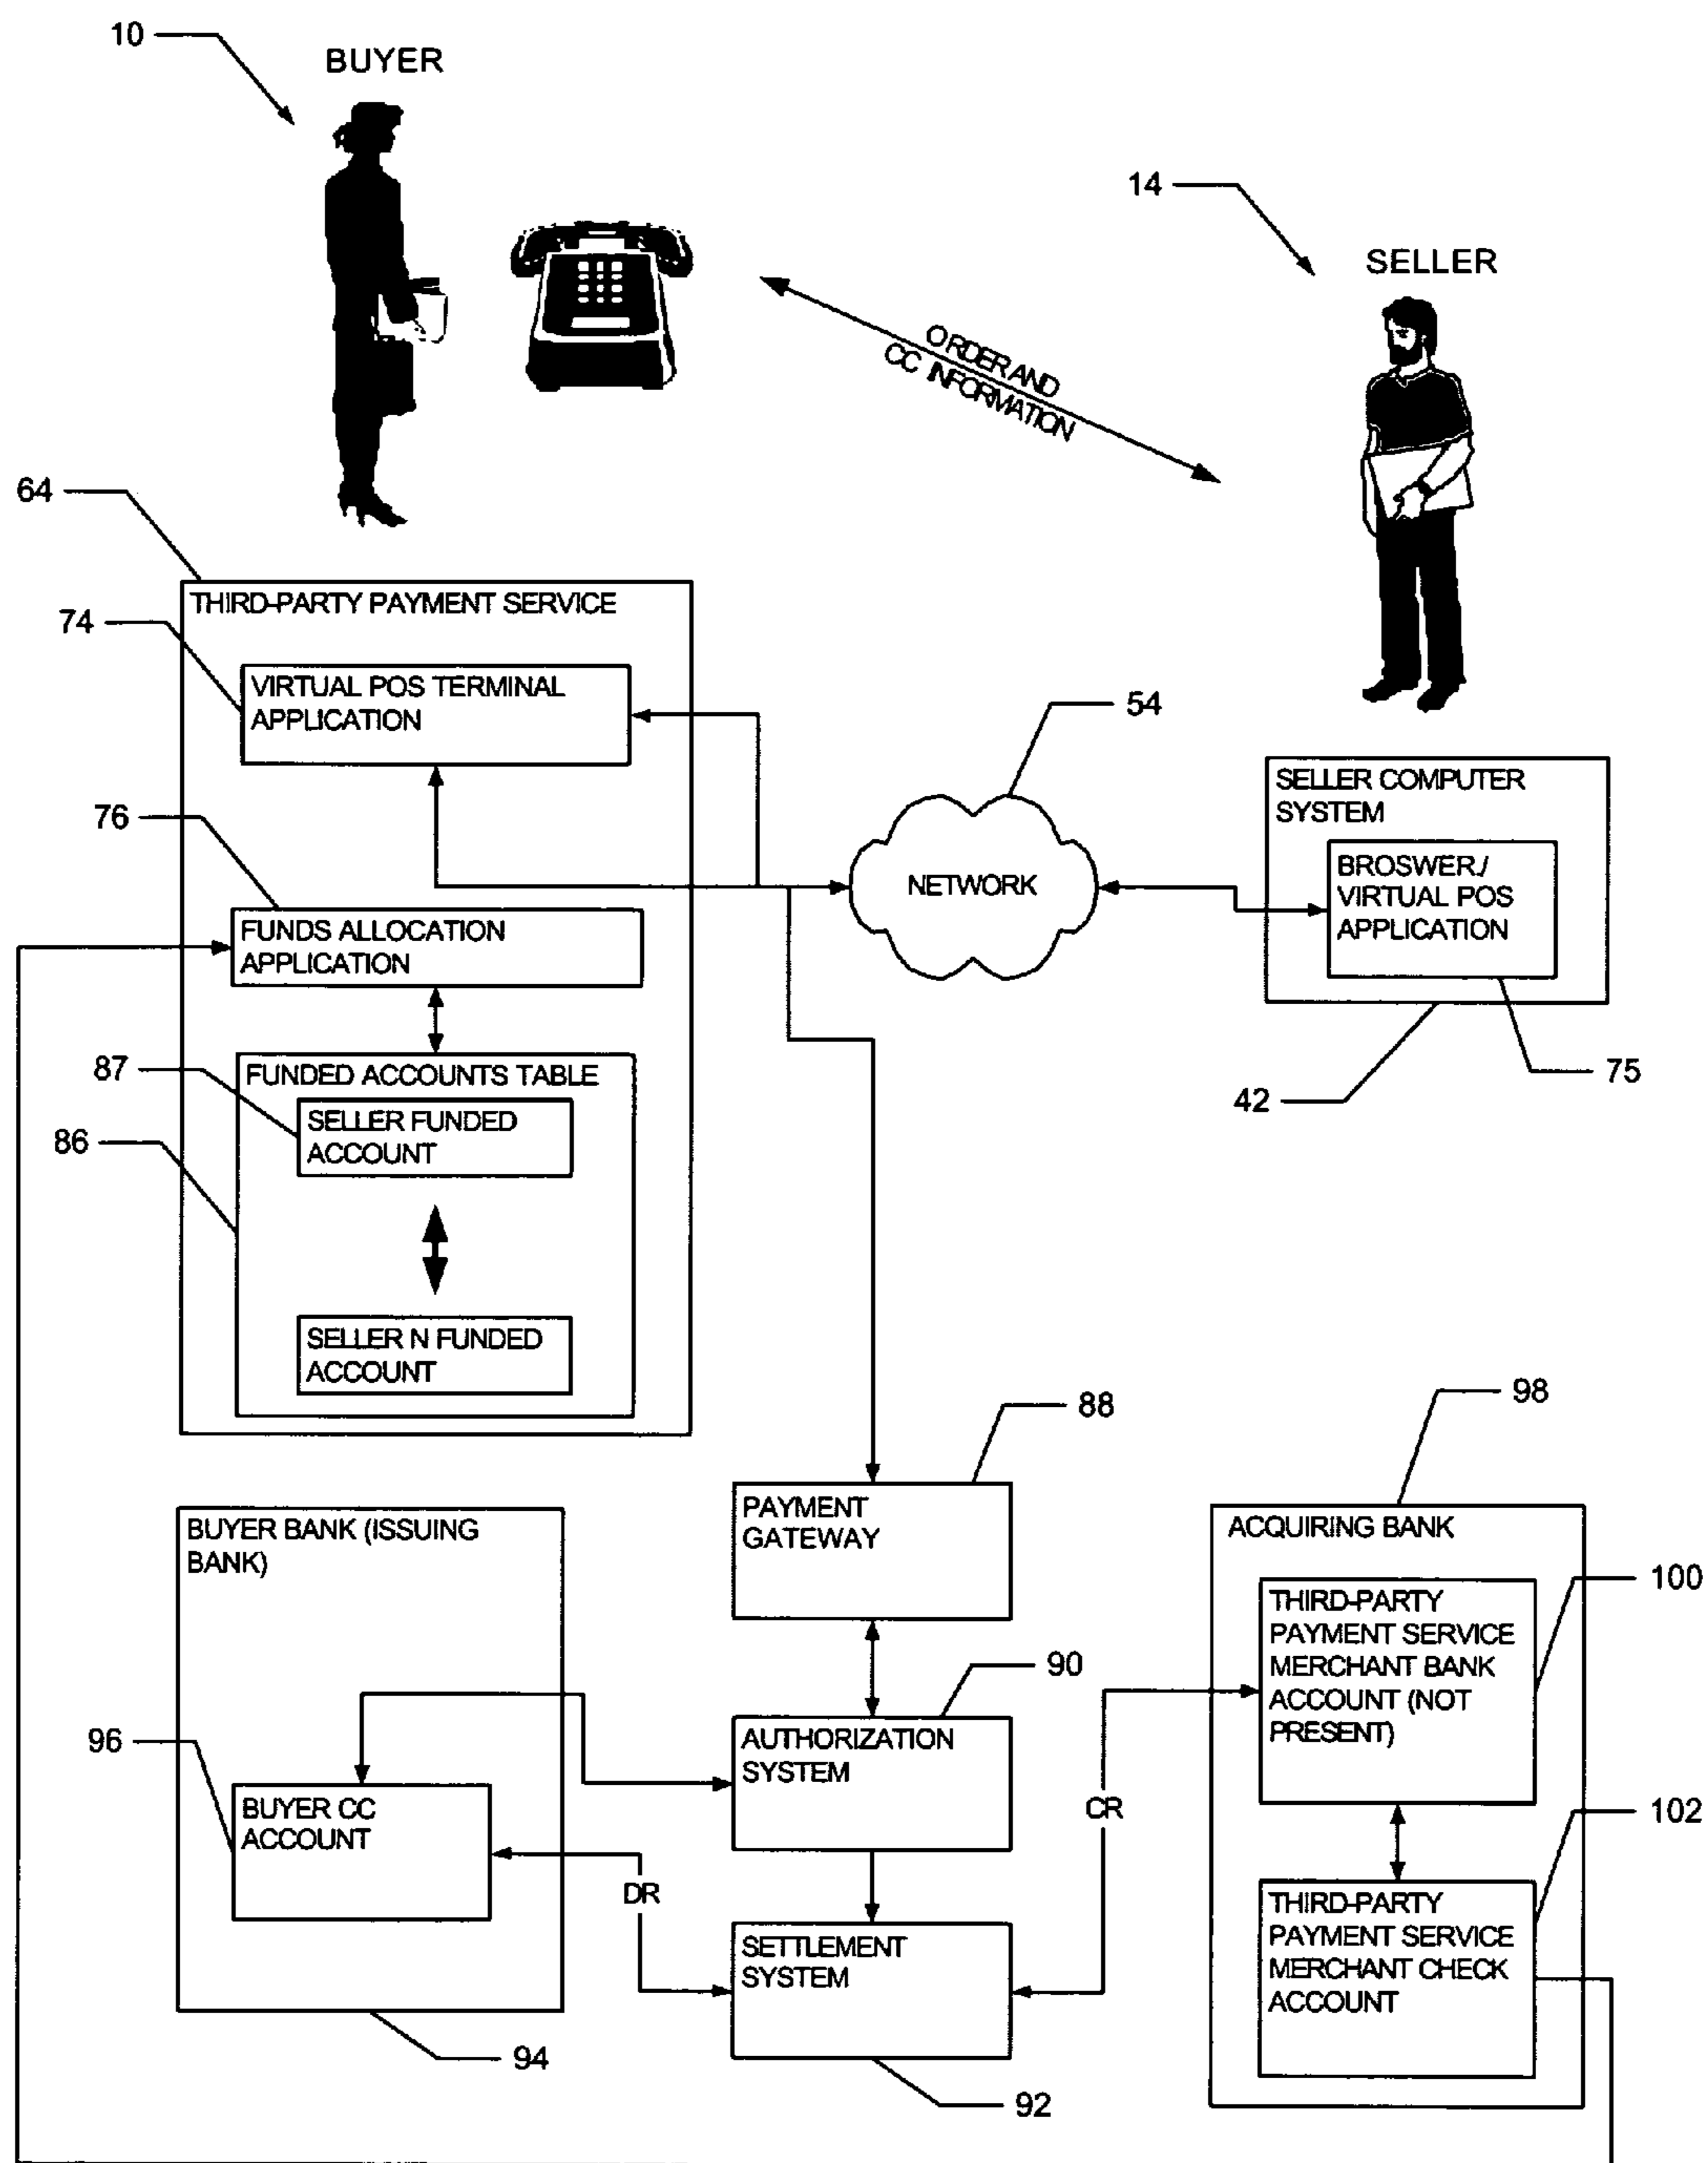 10
BUYER
14
SELLER
ORDER AND
CC INFORMATION
64
THIRD-PARTY PAYMENT SERVICE
74
VIRTUAL POS TERMINAL
APPLICATION
54
NETWORK
SELLER COMPUTER
SYSTEM
BROSWER/
VIRTUAL POS
APPLICATION
75
42
76
FUNDS ALLOCATION
APPLICATION
87
FUNDED ACCOUNTS TABLE
SELLER FUNDED
ACCOUNT
86
SELLER N FUNDED
ACCOUNT
88
PAYMENT
GATEWAY
98
ACQUIRING BANK
100
THIRD-PARTY
PAYMENT SERVICE
MERCHANT BANK
ACCOUNT (NOT
PRESENT)
BUYER BANK (ISSUING
BANK)
90
AUTHORIZATION
SYSTEM
96
BUYER CC
ACCOUNT
CR
102
DR
THIRD-PARTY
PAYMENT SERVICE
MERCHANT CHECK
ACCOUNT
SETTLEMENT
SYSTEM
94
92